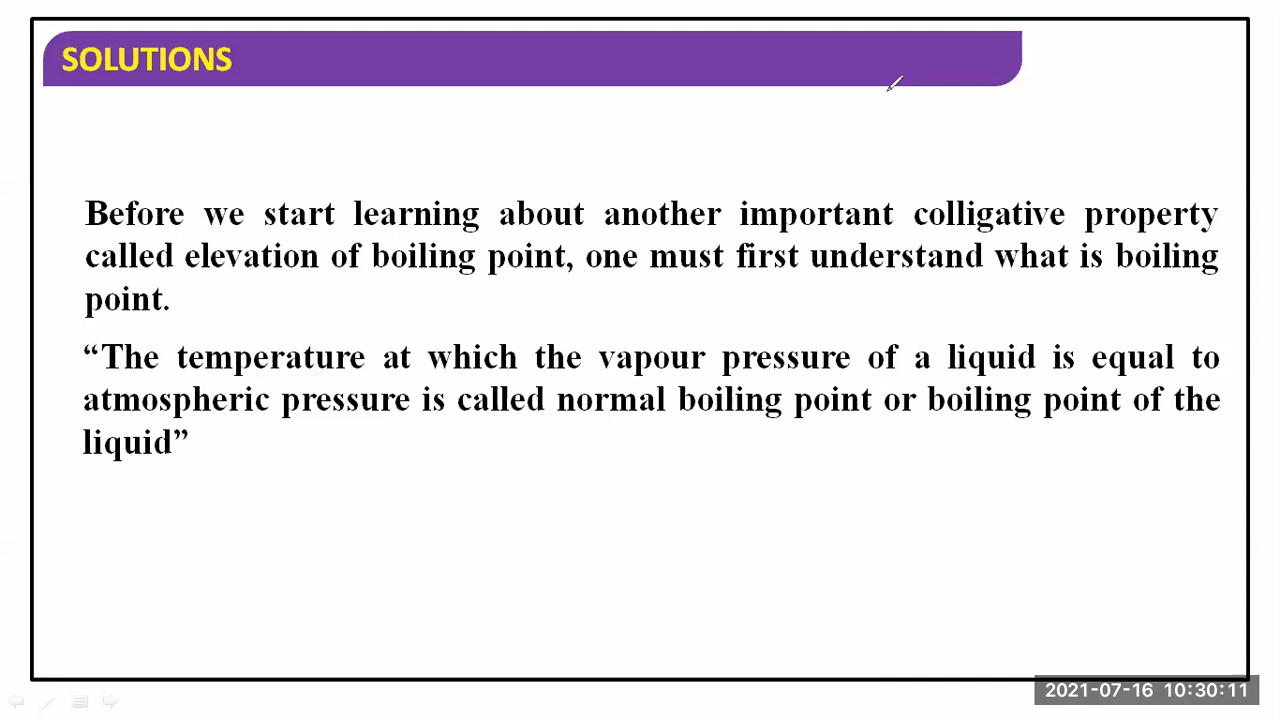 SOLUTIONS
Before we start learning about another important colligative property
called elevation of boiling point, one must first understand what is boiling
point.
“The temperature at which the vapour pressure of a liquid is equal to
atmospheric pressure is called normal boiling point or boiling point of the
liquid”
2021-07-16 10:30:11